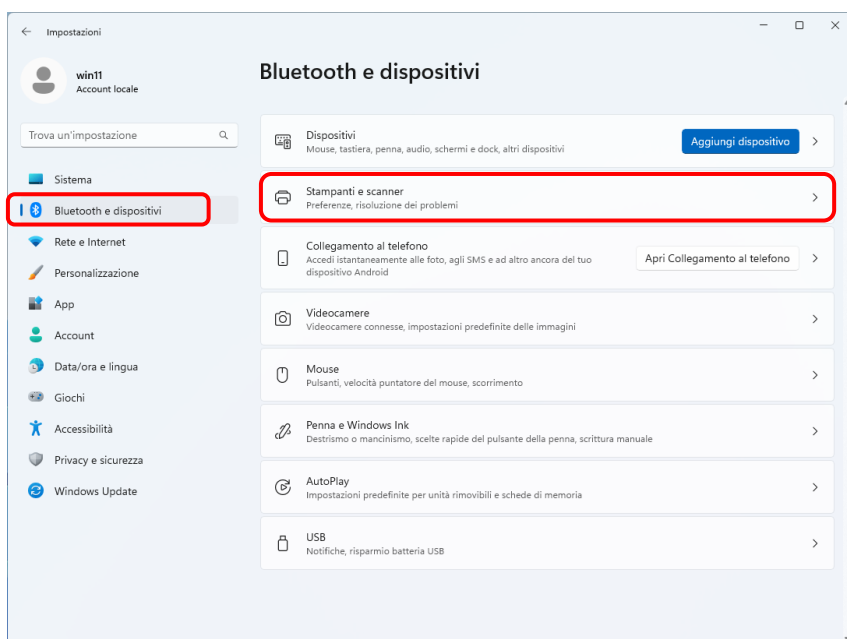 Impostazioni
win11
Account locale
Trova un'impostazione
Sistema
Bluetooth e dispositivi
Rete e Internet
Personalizzazione
App
Account
Data/ora e lingua
Giochi
Accessibilità
Privacy e sicurezza
Windows Update
Bluetooth e dispositivi
Dispositivi
Mouse, tastiera, penna, audio, schermi e dock, altri dispositivi
Aggiungi dispositivo
Stampanti e scanner
Preferenze, risoluzione dei problemi
Collegamento al telefono
Accedi istantaneamente alle foto, agli SMS e ad altro ancora del tuo
dispositivo Android
Apri Collegamento al telefono
Videocamere
Videocamere connesse, impostazioni predefinite delle immagini
Mouse
Pulsanti, velocità puntatore del mouse, scorrimento
Penna e Windows Ink
Destrismo o mancinismo, scelte rapide del pulsante della penna, scrittura manuale
AutoPlay
Impostazioni predefinite per unità rimovibili e schede di memoria
USB
Notifiche, risparmio batteria USB